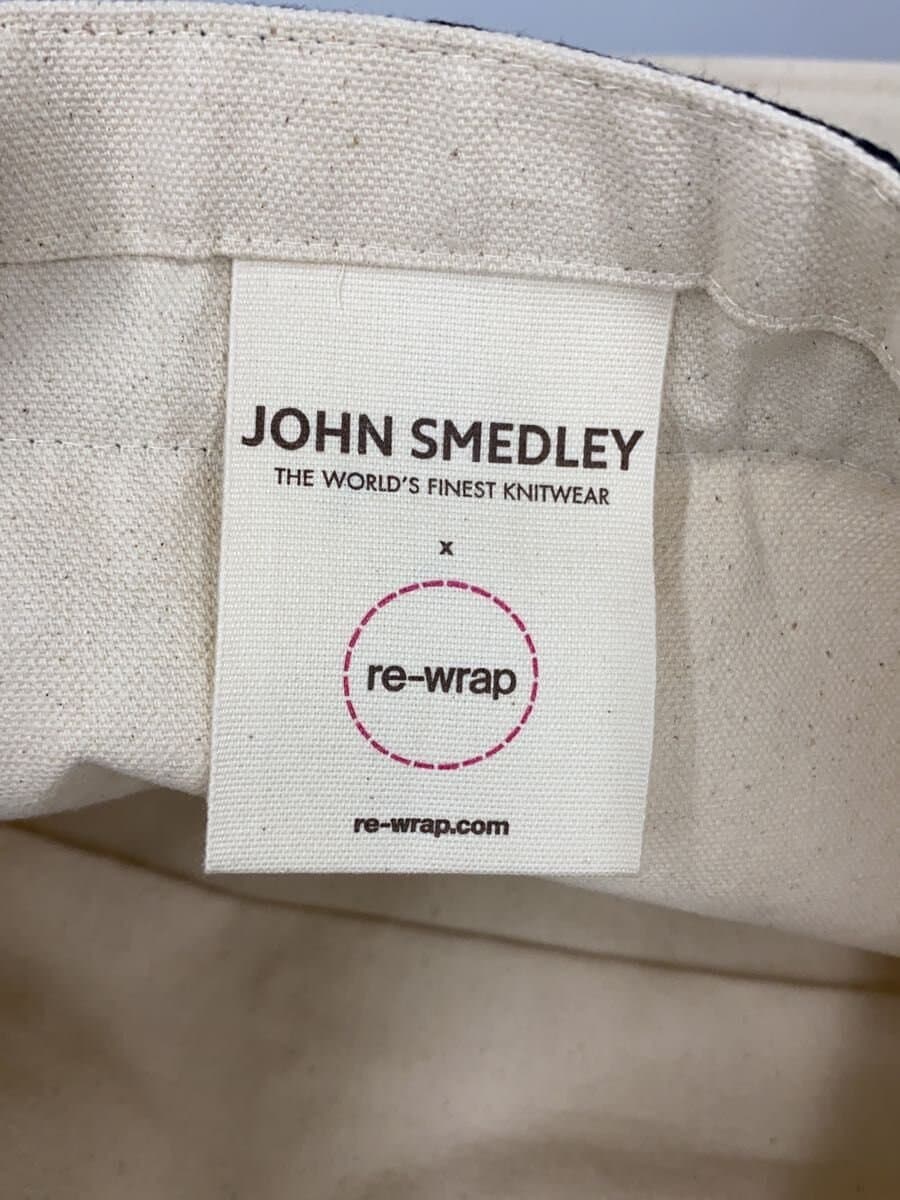 JOHN SMEDLEY
THE WORLD'S FINEST KNITWEAR
x
re-wrap
re-wrap.com